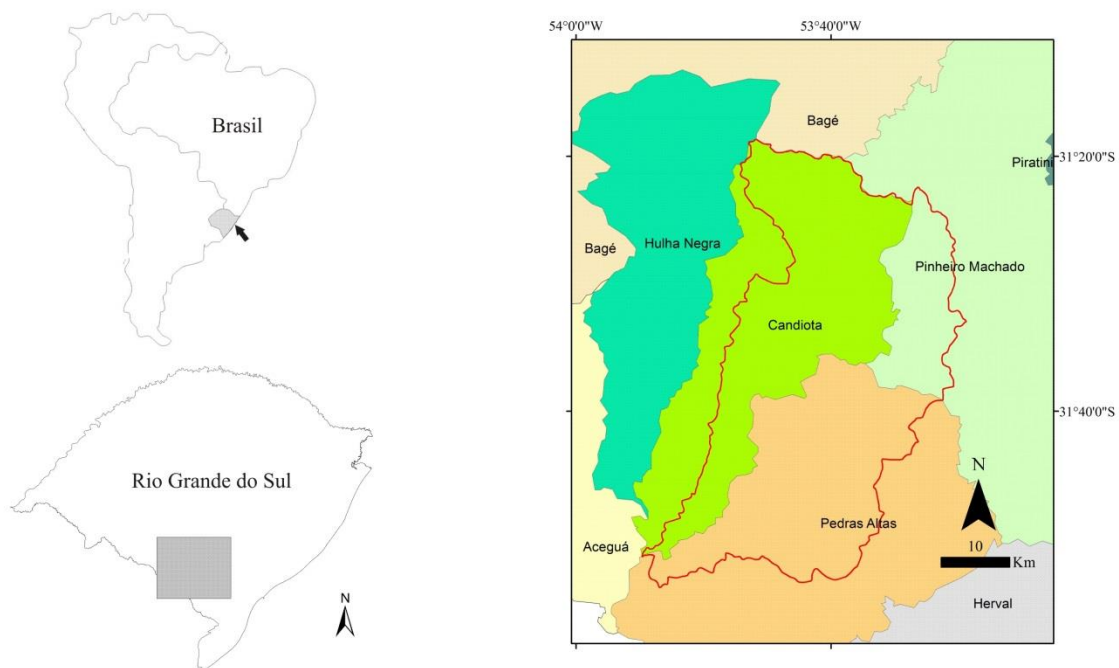 Brasil
Rio Grande do Sul
N
54°0'0"W
53°40'0"W
Bagé
31°20'0"S
Piratini
Hulha Negra
Bagé
Pinheiro Machado
Candiota
31°40'0"S
N
Pedras Altas
10
Km
Aceguá
Herval